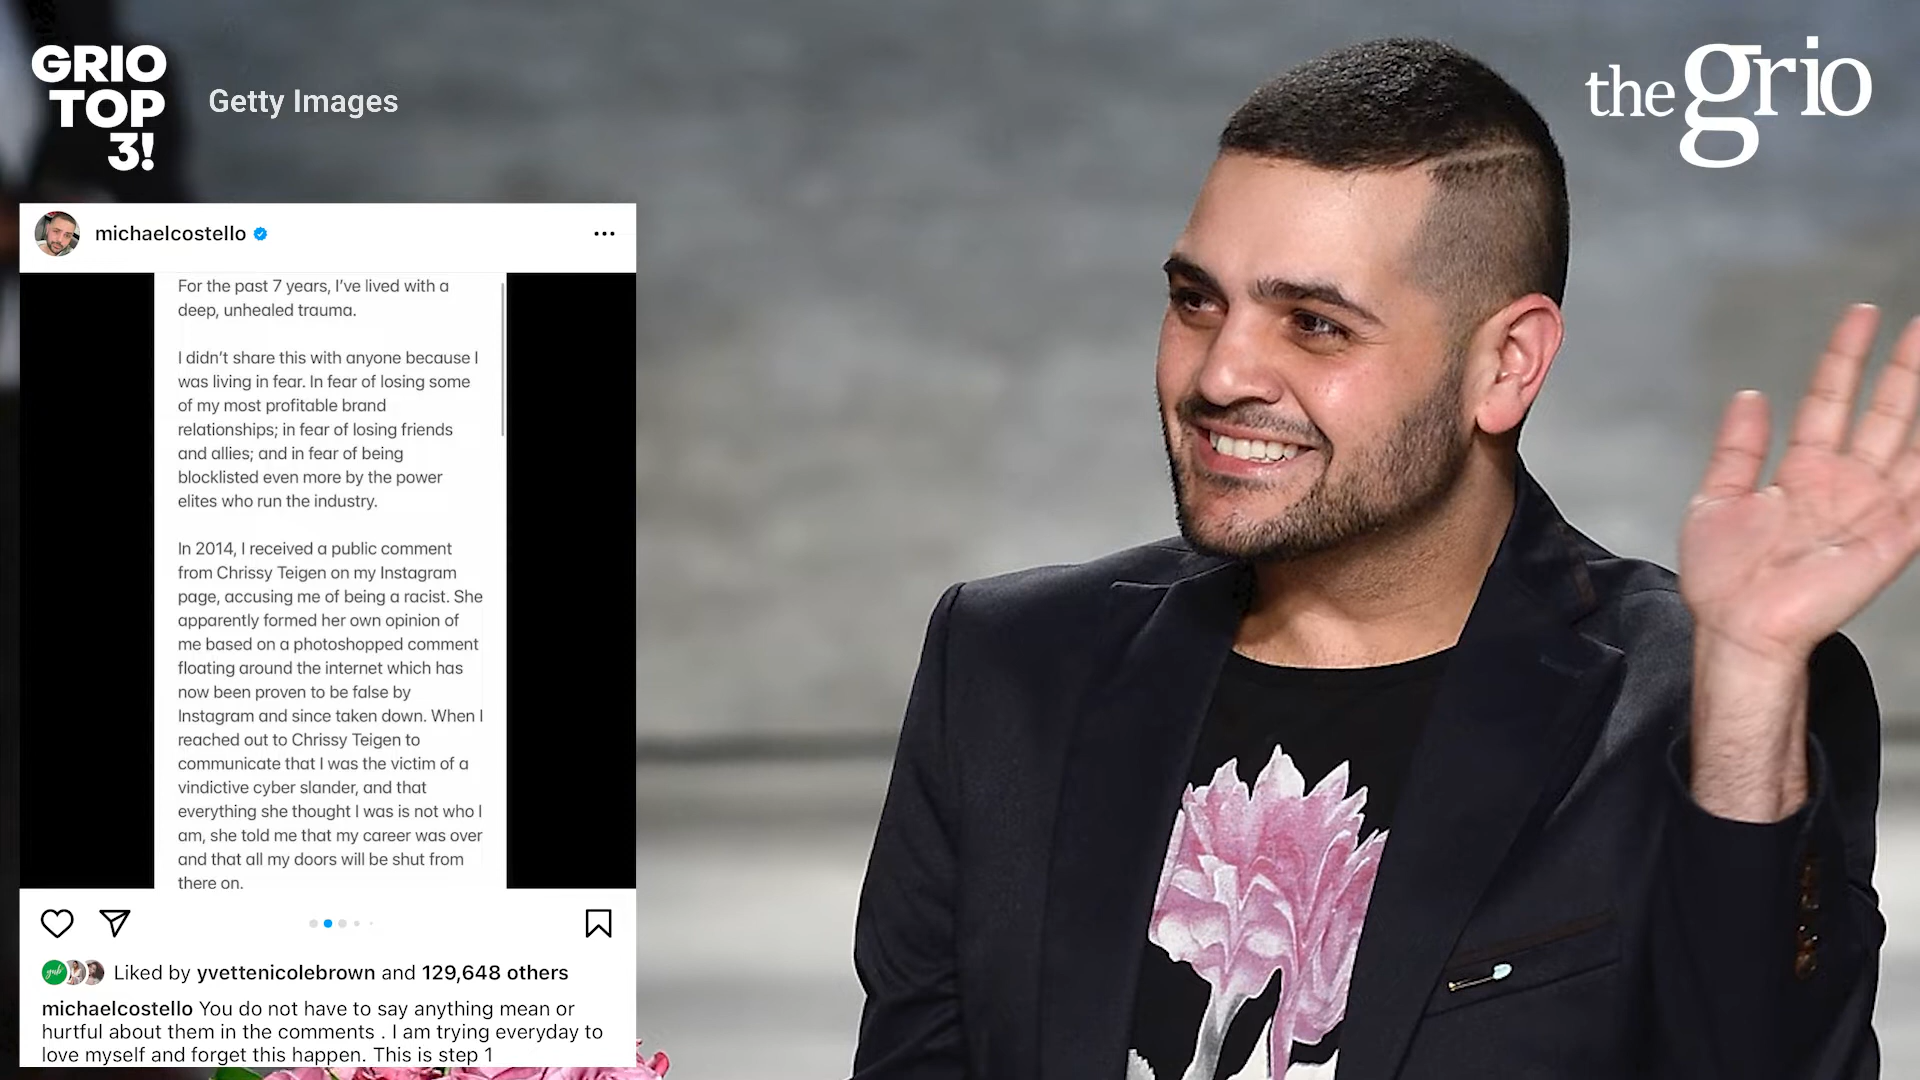 GRIO
TOP
3!
Getty Images
the grio
michaelcostello
For the past 7 years, I've lived with a
deep, unhealed trauma.
I didn't share this with anyone because I
was living in fear. In fear of losing some
of my most profitable brand
relationships; in fear of losing friends
and allies; and in fear of being
blocklisted even more by the power
elites who run the industry.
In 2014, I received a public comment
from Chrissy Teigen on my Instagram
page, accusing me of being a racist. She
apparently formed her own opinion of
me based on a photoshopped comment
floating around the internet which has
now been proven to be false by
Instagram and since taken down. When I
reached out to Chrissy Teigen to
communicate that I was the victim of a
vindictive cyber slander, and that
everything she thought I was is not who I
am, she told me that my career was over
and that all my doors will be shut from
there on.
Liked by yvettenicolebrown and 129,648 others
michaelcostello You do not have to say anything mean or
hurtful about them in the comments . I am trying everyday to
love myself and forget this happen. This is step 1